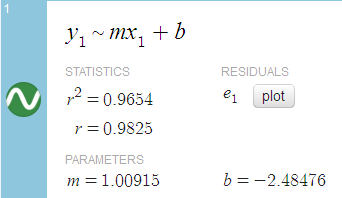 1
y₁ ~ mx₁ + b
STATISTICS RESIDUALS
r² = 0.9654 e₁ plot
r = 0.9825
PARAMETERS
m = 1.00915 b = −2.48476